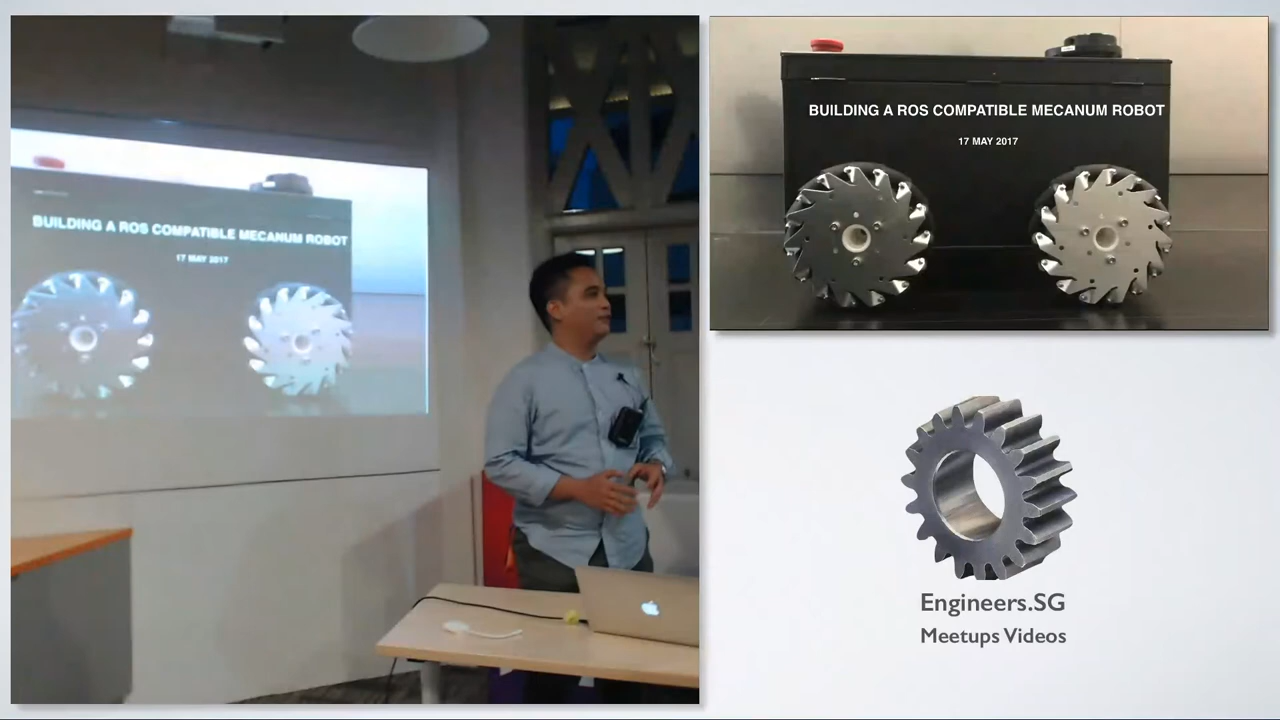 BUILDING A ROS COMPATIBLE MECANUM ROBOT
17 MAY 2017
BUILDING A ROS COMPATIBLE MECANUM ROBOT
17 MAY 2017
Engineers.SG
Meetups Videos